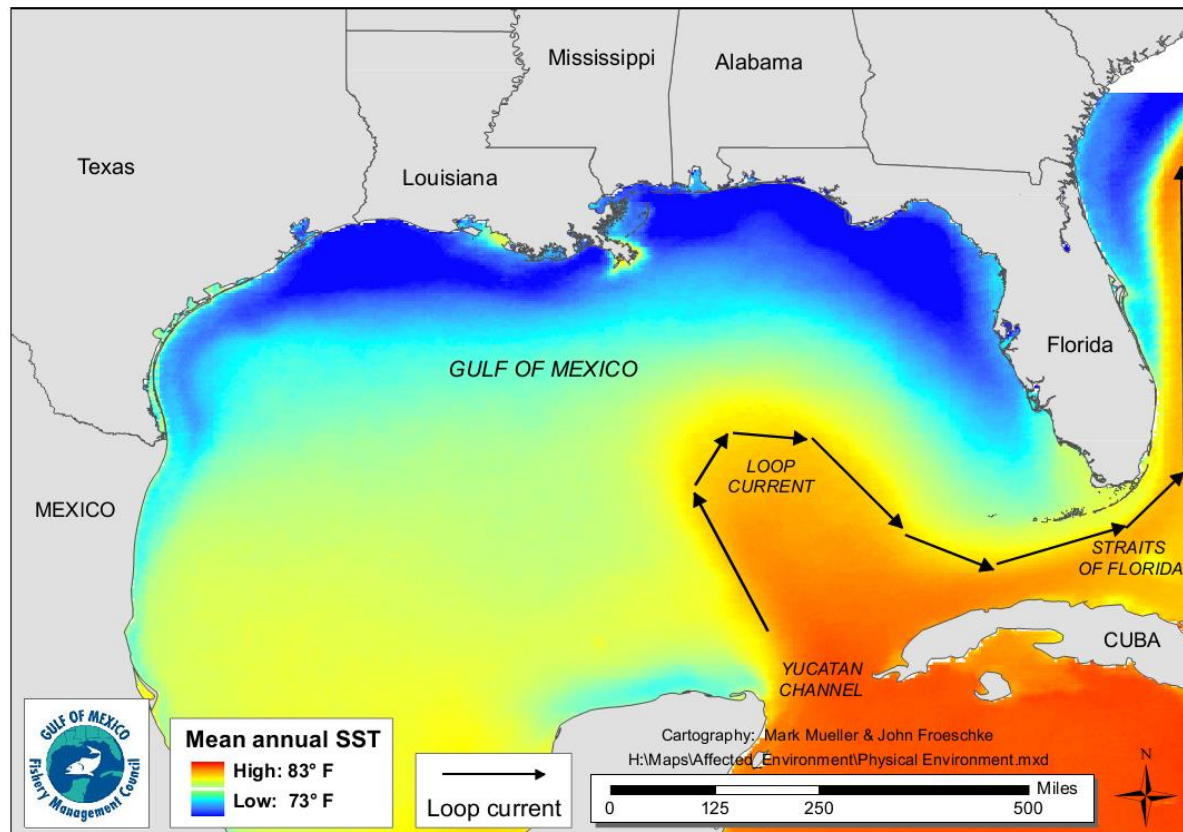 Mississippi
Alabama
Texas
Louisiana
GULF OF MEXICO
Florida
LOOP
CURRENT
MEXICO
STRAITS
OF FLORIDA
CUBA
YUCATAN
CHANNEL
GULF OF MEXICO
Fishery Management Council
Mean annual SST
High: 83° F
Low: 73° F
Loop current
Cartography: Mark Mueller & John Froeschke
H:\Maps\Affected_Environment\Physical Environment.mxd
Miles
0 125 250 500
N